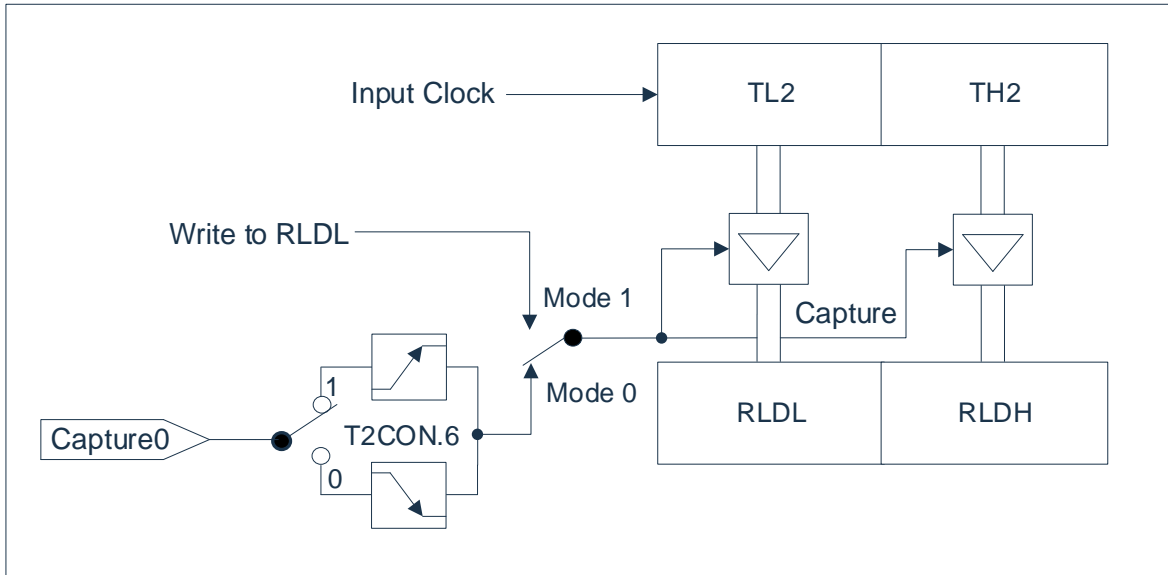 Input Clock
TL2
TH2
Write to RLDL
Mode 1
Capture
1
Mode 0
RLDL
RLDH
Capture0
T2CON.6
0